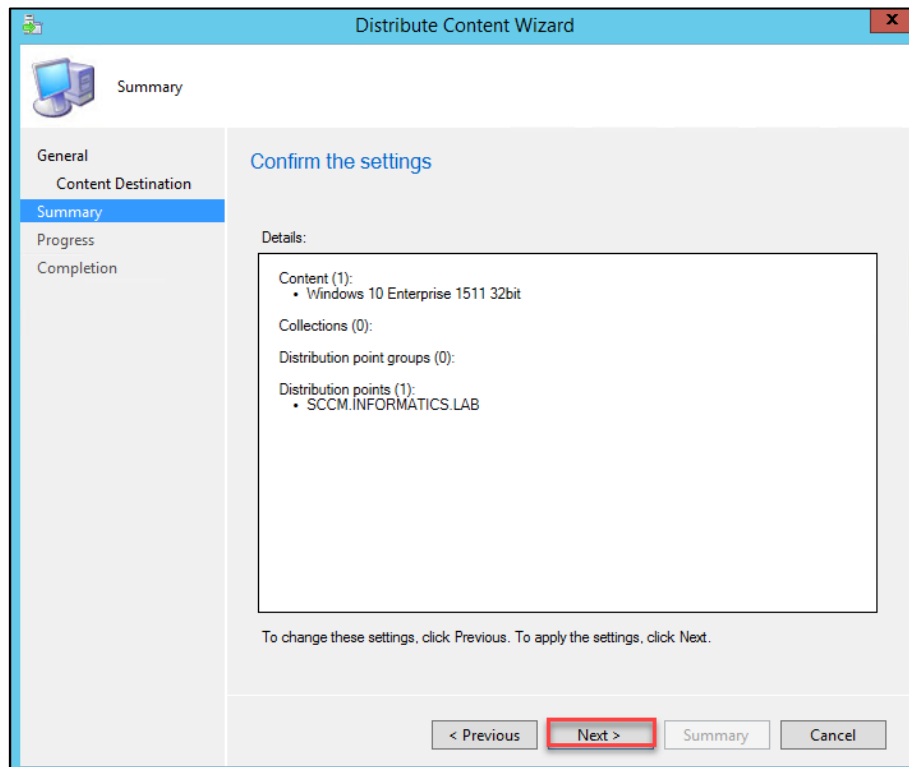 Distribute Content Wizard
x
Summary
General
Content Destination
Summary
Progress
Completion
Confirm the settings
Details:
Content (1):
• Windows 10 Enterprise 1511 32bit
Collections (0):
Distribution point groups (0):
Distribution points (1):
• SCCM.INFORMATICS.LAB
To change these settings, click Previous. To apply the settings, click Next.
< Previous
Next >
Summary
Cancel